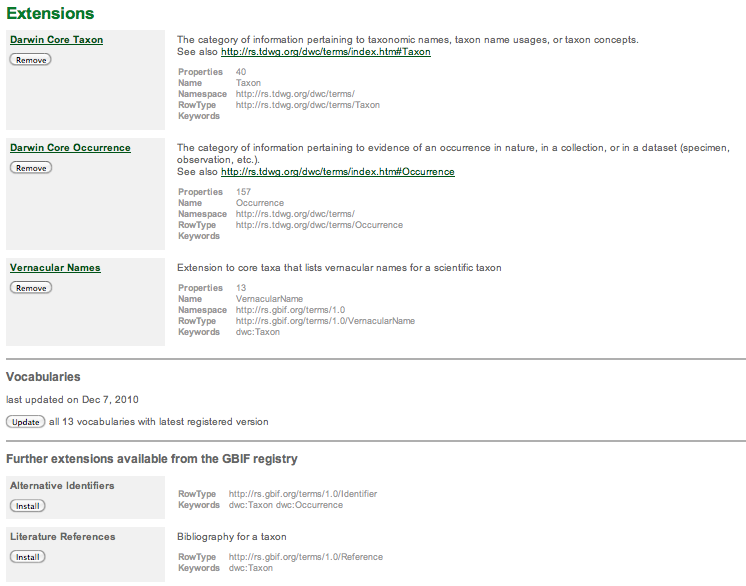 Extensions
Darwin Core Taxon
Remove
The category of information pertaining to taxonomic names, taxon name usages, or taxon concepts.
See also http://rs.tdwg.org/dwc/terms/index.htm#Taxon
Properties 40
Name Taxon
Namespace http://rs.tdwg.org/dwc/terms/
RowType http://rs.tdwg.org/dwc/terms/Taxon
Keywords
Darwin Core Occurrence
Remove
The category of information pertaining to evidence of an occurrence in nature, in a collection, or in a dataset (specimen,
observation, etc.).
See also http://rs.tdwg.org/dwc/terms/index.htm#Occurrence
Properties 157
Name Occurrence
Namespace http://rs.tdwg.org/dwc/terms/
RowType http://rs.tdwg.org/dwc/terms/Occurrence
Keywords
Vernacular Names
Remove
Extension to core taxa that lists vernacular names for a scientific taxon
Properties 13
Name VernacularName
Namespace http://rs.gbif.org/terms/1.0
RowType http://rs.gbif.org/terms/1.0/VernacularName
Keywords dwc:Taxon
Vocabularies
last updated on Dec 7, 2010
Update all 13 vocabularies with latest registered version
Further extensions available from the GBIF registry
Alternative Identifiers
Install
RowType http://rs.gbif.org/terms/1.0/Identifier
Keywords dwc:Taxon dwc:Occurrence
Literature References
Install
Bibliography for a taxon
RowType http://rs.gbif.org/terms/1.0/Reference
Keywords dwc:Taxon